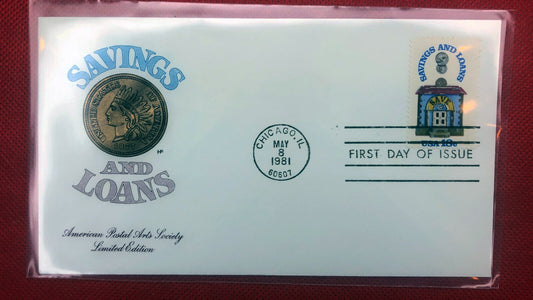 SAVINGS
AND
LOANS
American Postal Arts Society
Limited Edition
CHICAGO, IL
MAY
8
1981
60607
SAVINGS AND LOANS
SAVE
USA 18c
FIRST DAY OF ISSUE